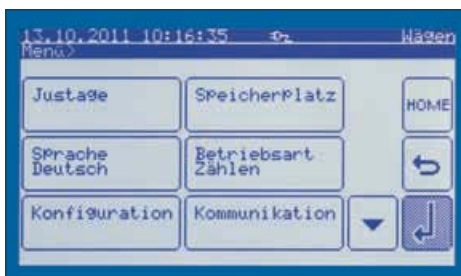 13.10.2011 10:16:35 Wägen
Menü>
Justage
Speicherplatz
HOME
Sprache
Deutsch
Betriebsart
Zählen
Konfiguration
Kommunikation